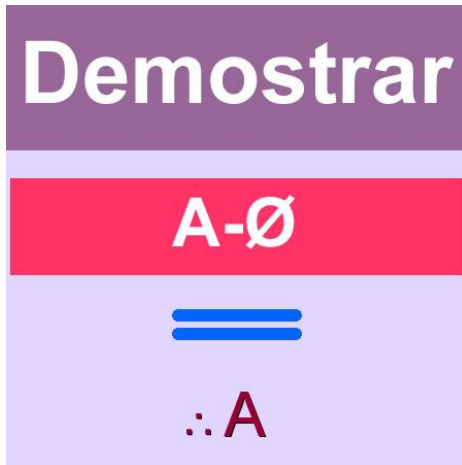 Demostrar
A-Ø
=
∴ A